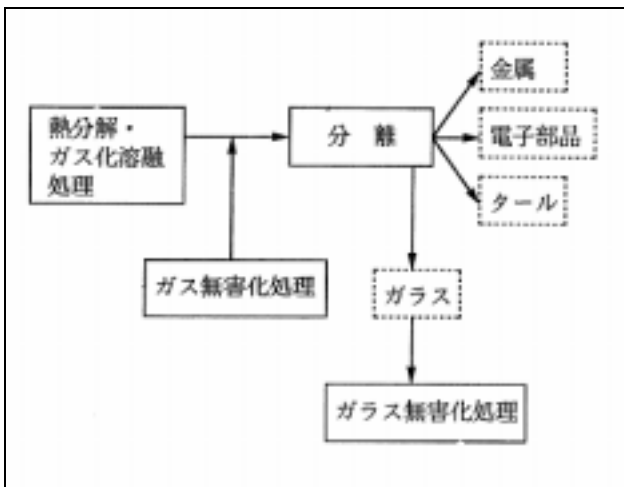 熱分解・
ガス化溶融
処理
分離
金属
電子部品
タール
ガス無害化処理
ガラス
ガラス無害化処理